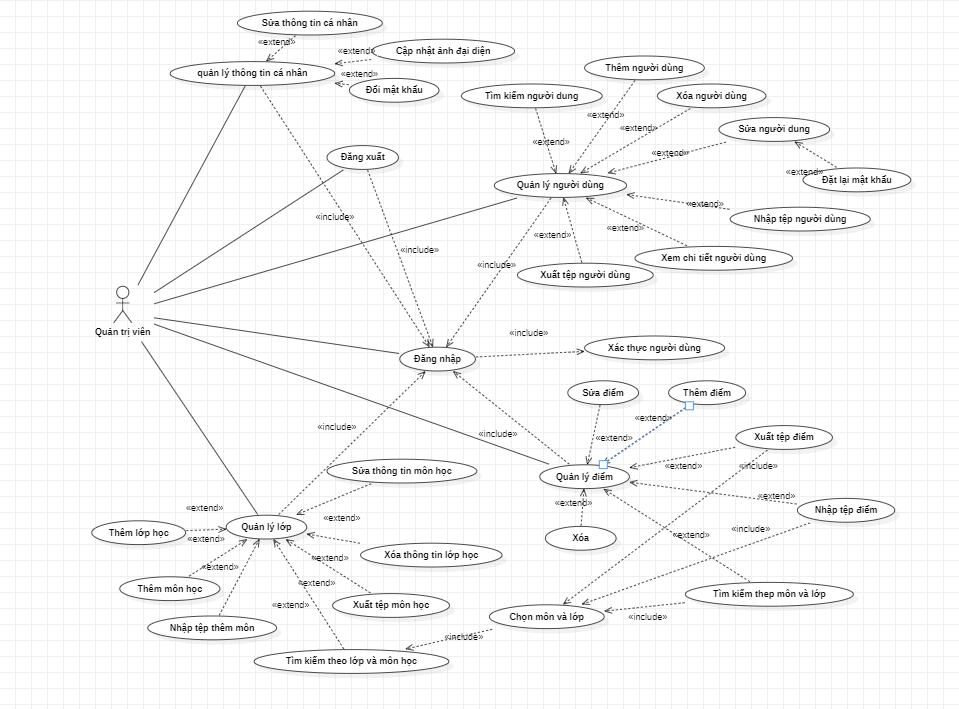 Sửa thông tin cá nhân
«extend»
«extend»
Cập nhật ảnh đại diện
quản lý thông tin cá nhân
«extend»
Đổi mật khẩu
Thêm người dùng
Tìm kiếm người dung
Xóa người dùng
«extend»
«extend»
Sửa người dung
«extend»
«extend»
Đăng xuất
«extend»
Đặt lại mật khẩu
Quản lý người dùng
«extend»
Nhập tệp người dùng
«include»
«extend»
«extend»
«include»
Xem chi tiết người dùng
«include»
Xuất tệp người dùng
Quản trị viên
«include»
Xác thực người dùng
Đăng nhập
Sửa điểm
Thêm điểm
«extend»
«include»
«include»
«extend»
Xuất tệp điểm
«extend»
«include»
Sửa thông tin môn học
Quản lý điểm
«extend»
«extend»
«extend»
Nhập tệp điểm
«extend»
Quản lý lớp
«include»
Thêm lớp học
«extend»
Xóa
«extend»
«extend»
Xóa thông tin lớp học
«extend»
«extend»
Thêm môn học
Tìm kiếm thep môn và lớp
«extend»
Xuất tệp môn học
Chọn môn và lớp
«include»
Nhập tệp thêm môn
«include»
Tìm kiếm theo lớp và môn học